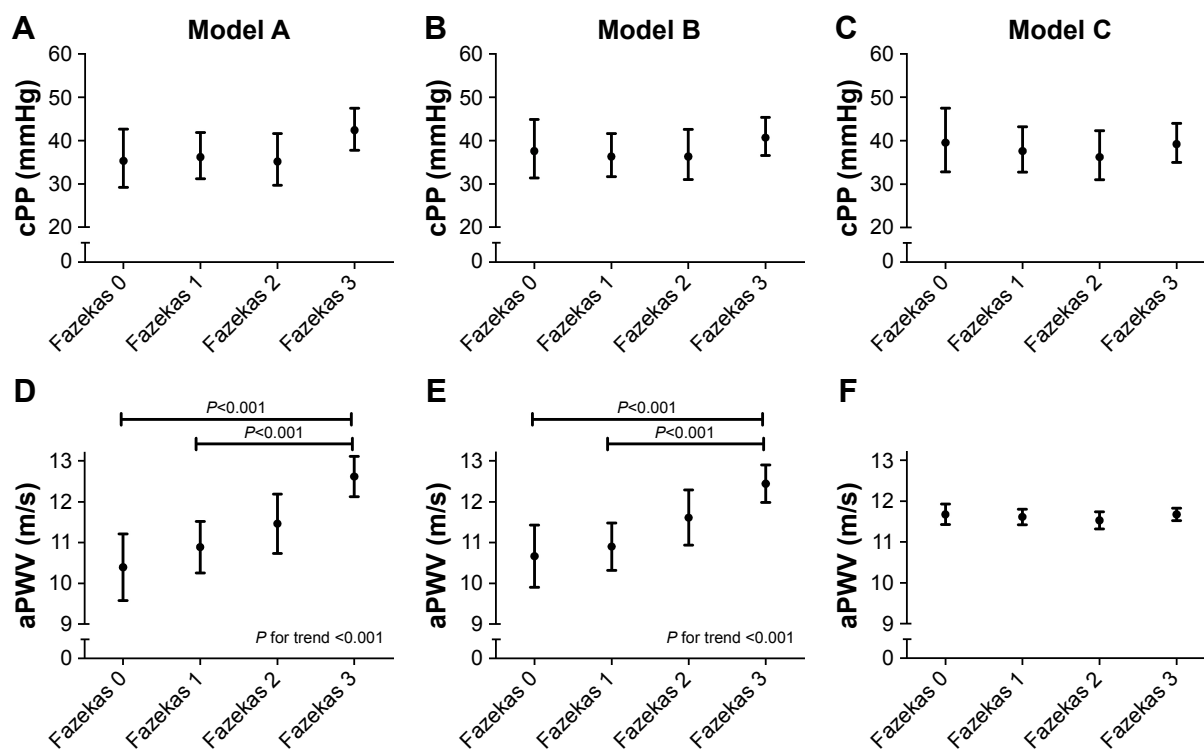 A Model A
60
50
40
30
20
0
cPP (mmHg)
Fazekas 0
Fazekas 1
Fazekas 2
Fazekas 3
B Model B
60
50
40
30
20
0
cPP (mmHg)
Fazekas 0
Fazekas 1
Fazekas 2
Fazekas 3
C Model C
60
50
40
30
20
0
cPP (mmHg)
Fazekas 0
Fazekas 1
Fazekas 2
Fazekas 3
D
P<0.001
P<0.001
13
12
11
10
9
0
aPWV (m/s)
P for trend <0.001
Fazekas 0
Fazekas 1
Fazekas 2
Fazekas 3
E
P<0.001
P<0.001
13
12
11
10
9
0
aPWV (m/s)
P for trend <0.001
Fazekas 0
Fazekas 1
Fazekas 2
Fazekas 3
F
13
12
11
10
9
0
aPWV (m/s)
Fazekas 0
Fazekas 1
Fazekas 2
Fazekas 3